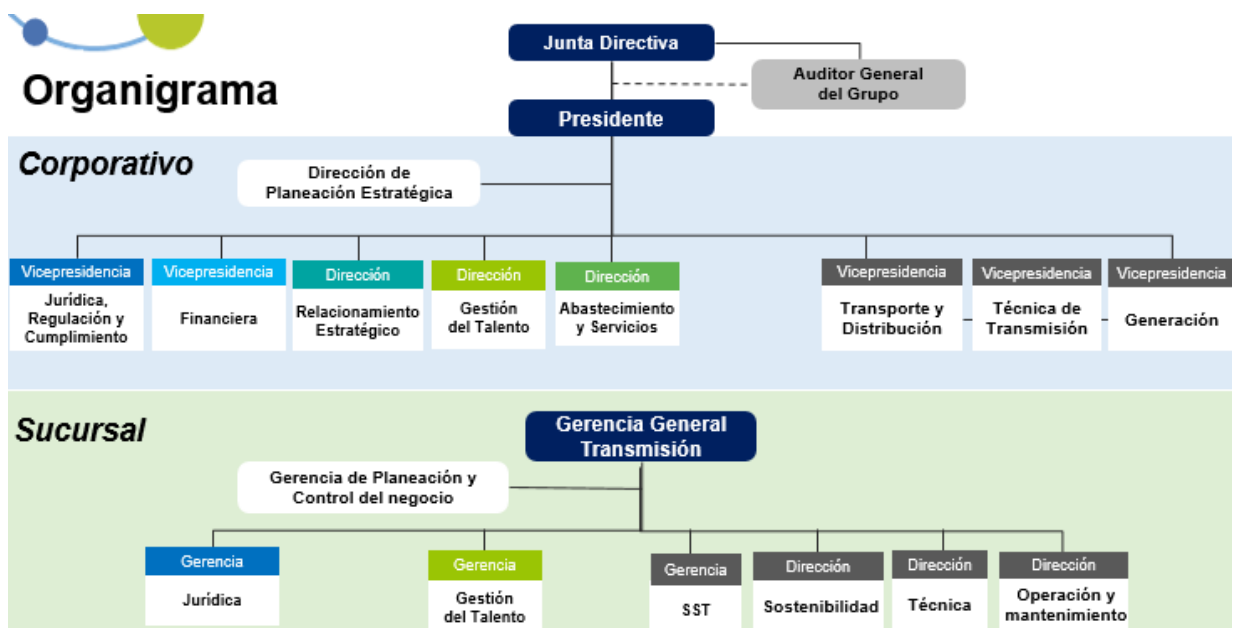 Junta Directiva
Auditor General
del Grupo
Organigrama
Presidente
Corporativo
Dirección de
Planeación Estratégica
Vicepresidencia
Jurídica,
Regulación y
Cumplimiento
Vicepresidencia
Financiera
Dirección
Relacionamiento
Estratégico
Dirección
Gestión
del Talento
Dirección
Abastecimiento
y Servicios
Vicepresidencia
Transporte y
Distribución
Vicepresidencia
Técnica de
Transmisión
Vicepresidencia
Generación
Sucursal
Gerencia General
Transmisión
Gerencia de Planeación y
Control del negocio
Gerencia
Jurídica
Gerencia
Gestión
del Talento
Gerencia
SST
Dirección
Sostenibilidad
Dirección
Técnica
Dirección
Operación y
mantenimiento